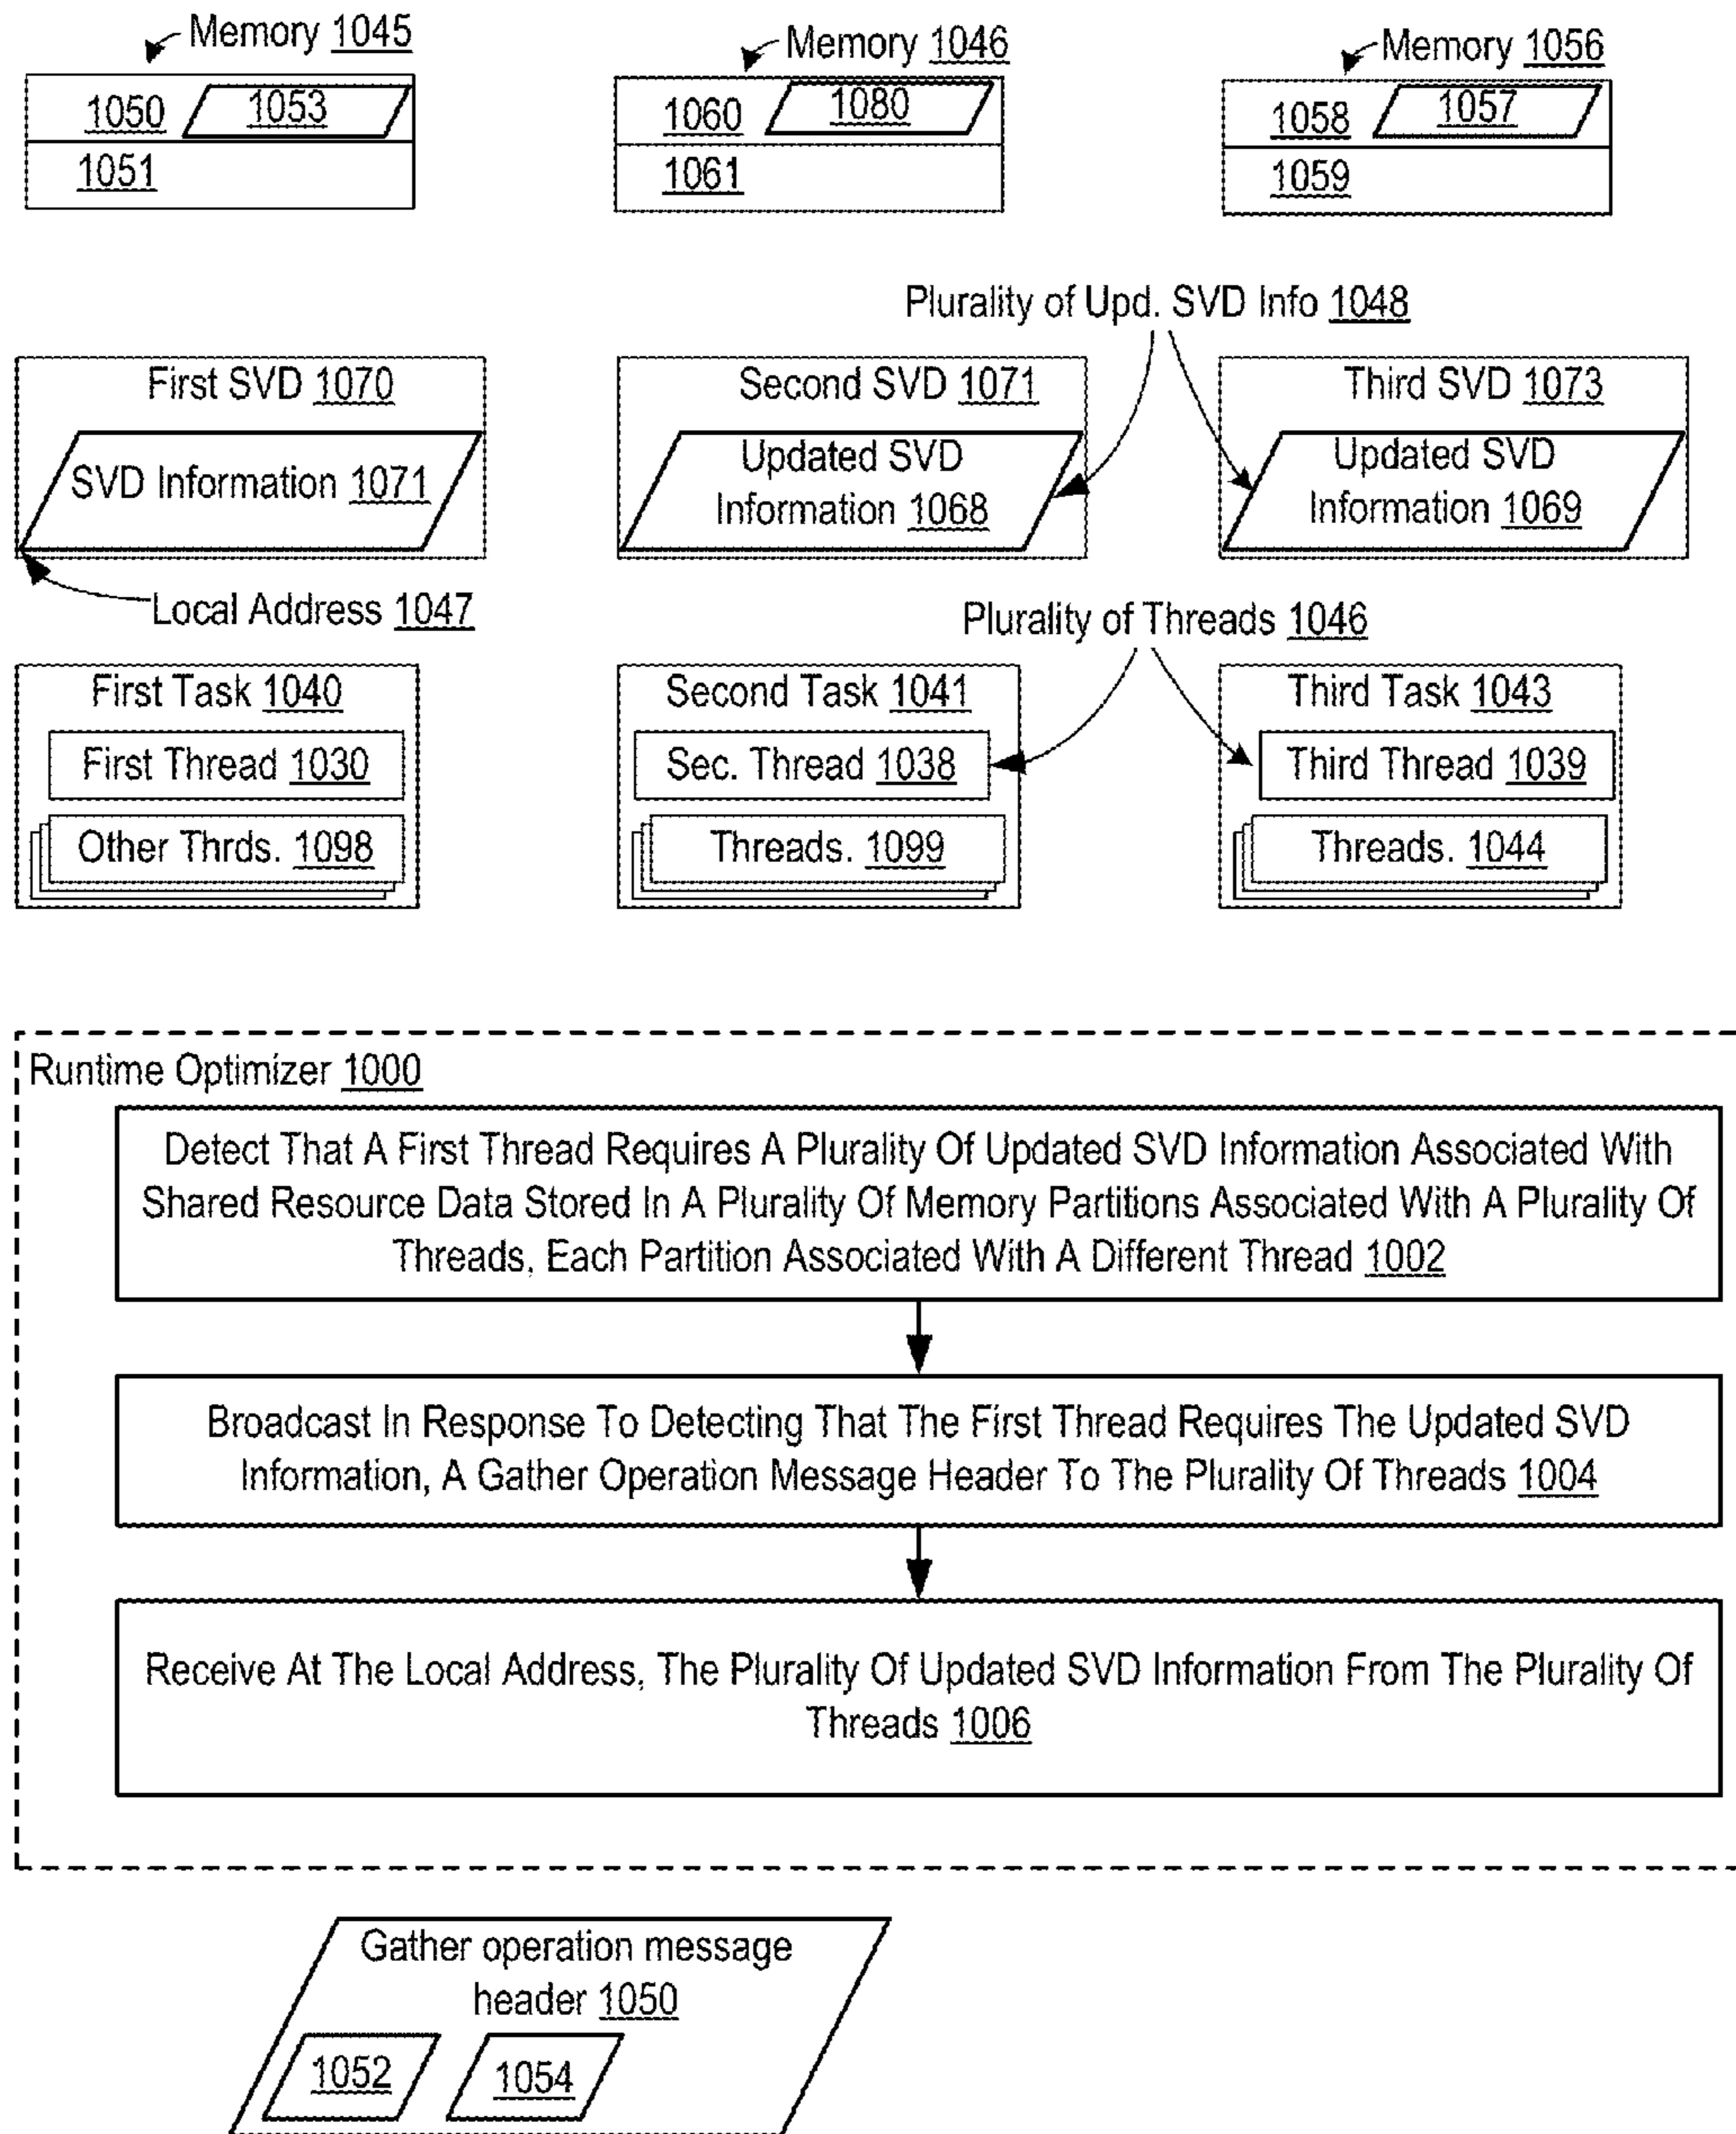 Memory 1045
Memory 1046
Memory 1056
1050 1053
1060 1080
1058 1057
1051
1061
1059
Plurality of Upd. SVD Info 1048
First SVD 1070
Second SVD 1071
Third SVD 1073
SVD Information 1071
Updated SVD
Information 1068
Updated SVD
Information 1069
Local Address 1047
Plurality of Threads 1046
First Task 1040
Second Task 1041
Third Task 1043
First Thread 1030
Sec. Thread 1038
Third Thread 1039
Other Thrds. 1098
Threads. 1099
Threads. 1044
Runtime Optimizer 1000
Detect That A First Thread Requires A Plurality Of Updated SVD Information Associated With
Shared Resource Data Stored In A Plurality Of Memory Partitions Associated With A Plurality Of
Threads, Each Partition Associated With A Different Thread 1002
Broadcast In Response To Detecting That The First Thread Requires The Updated SVD
Information, A Gather Operation Message Header To The Plurality Of Threads 1004
Receive At The Local Address, The Plurality Of Updated SVD Information From The Plurality Of
Threads 1006
Gather operation message
header 1050
1052 1054